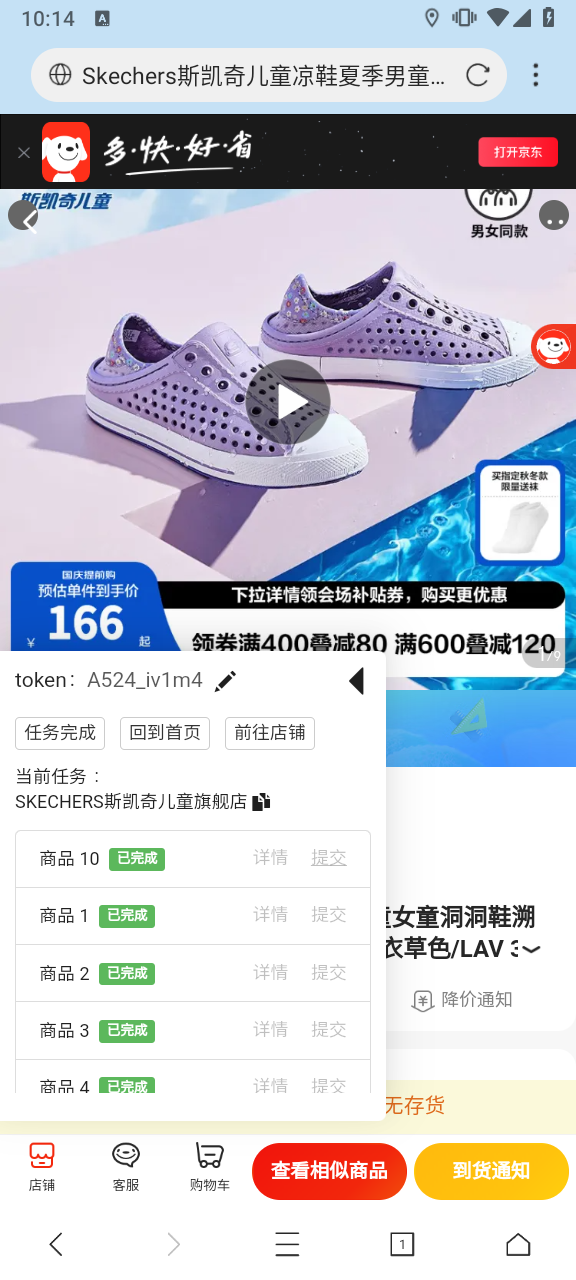 10:14
A
Skechers斯凯奇儿童凉鞋夏季男童...
多·快·好·省
打开京东
斯凯奇儿童
男女同款
买指定秋冬款
限量送袜
国庆提前购
预估单件到手价
¥ 166 起
下拉详情领会场补贴券，购买更优惠
领券满400叠减80 满600叠减120
1/9
token： A524_iv1m4
任务完成
回到首页
前往店铺
当前任务：
SKECHERS斯凯奇儿童旗舰店
商品 10 已完成 详情 提交
商品 1 已完成 详情 提交
商品 2 已完成 详情 提交
商品 3 已完成 详情 提交
商品 4 已完成 详情 提交
童女童洞洞鞋溯
衣草色/LAV 3
降价通知
无存货
店铺
客服
购物车
查看相似商品
到货通知
1